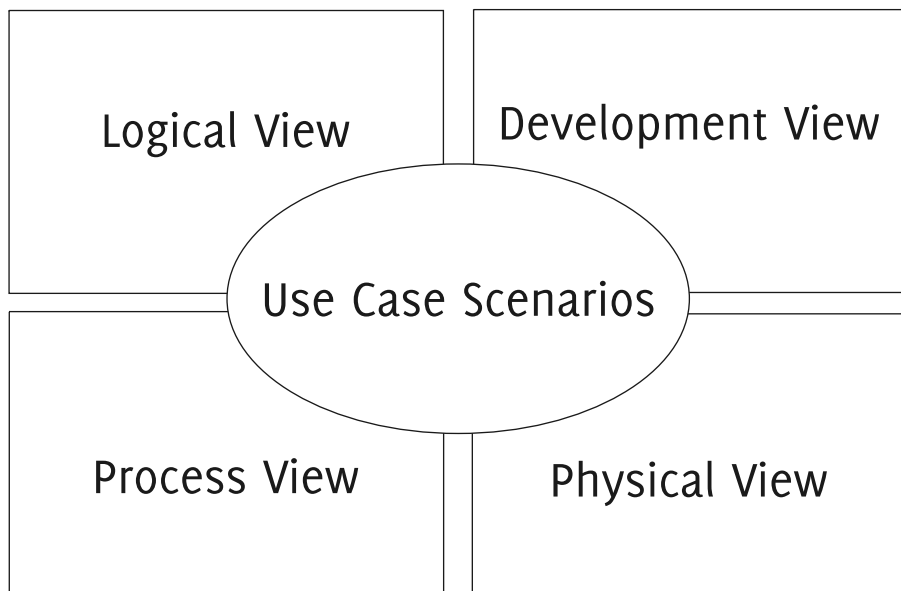 Logical View
Development View
Use Case Scenarios
Process View
Physical View